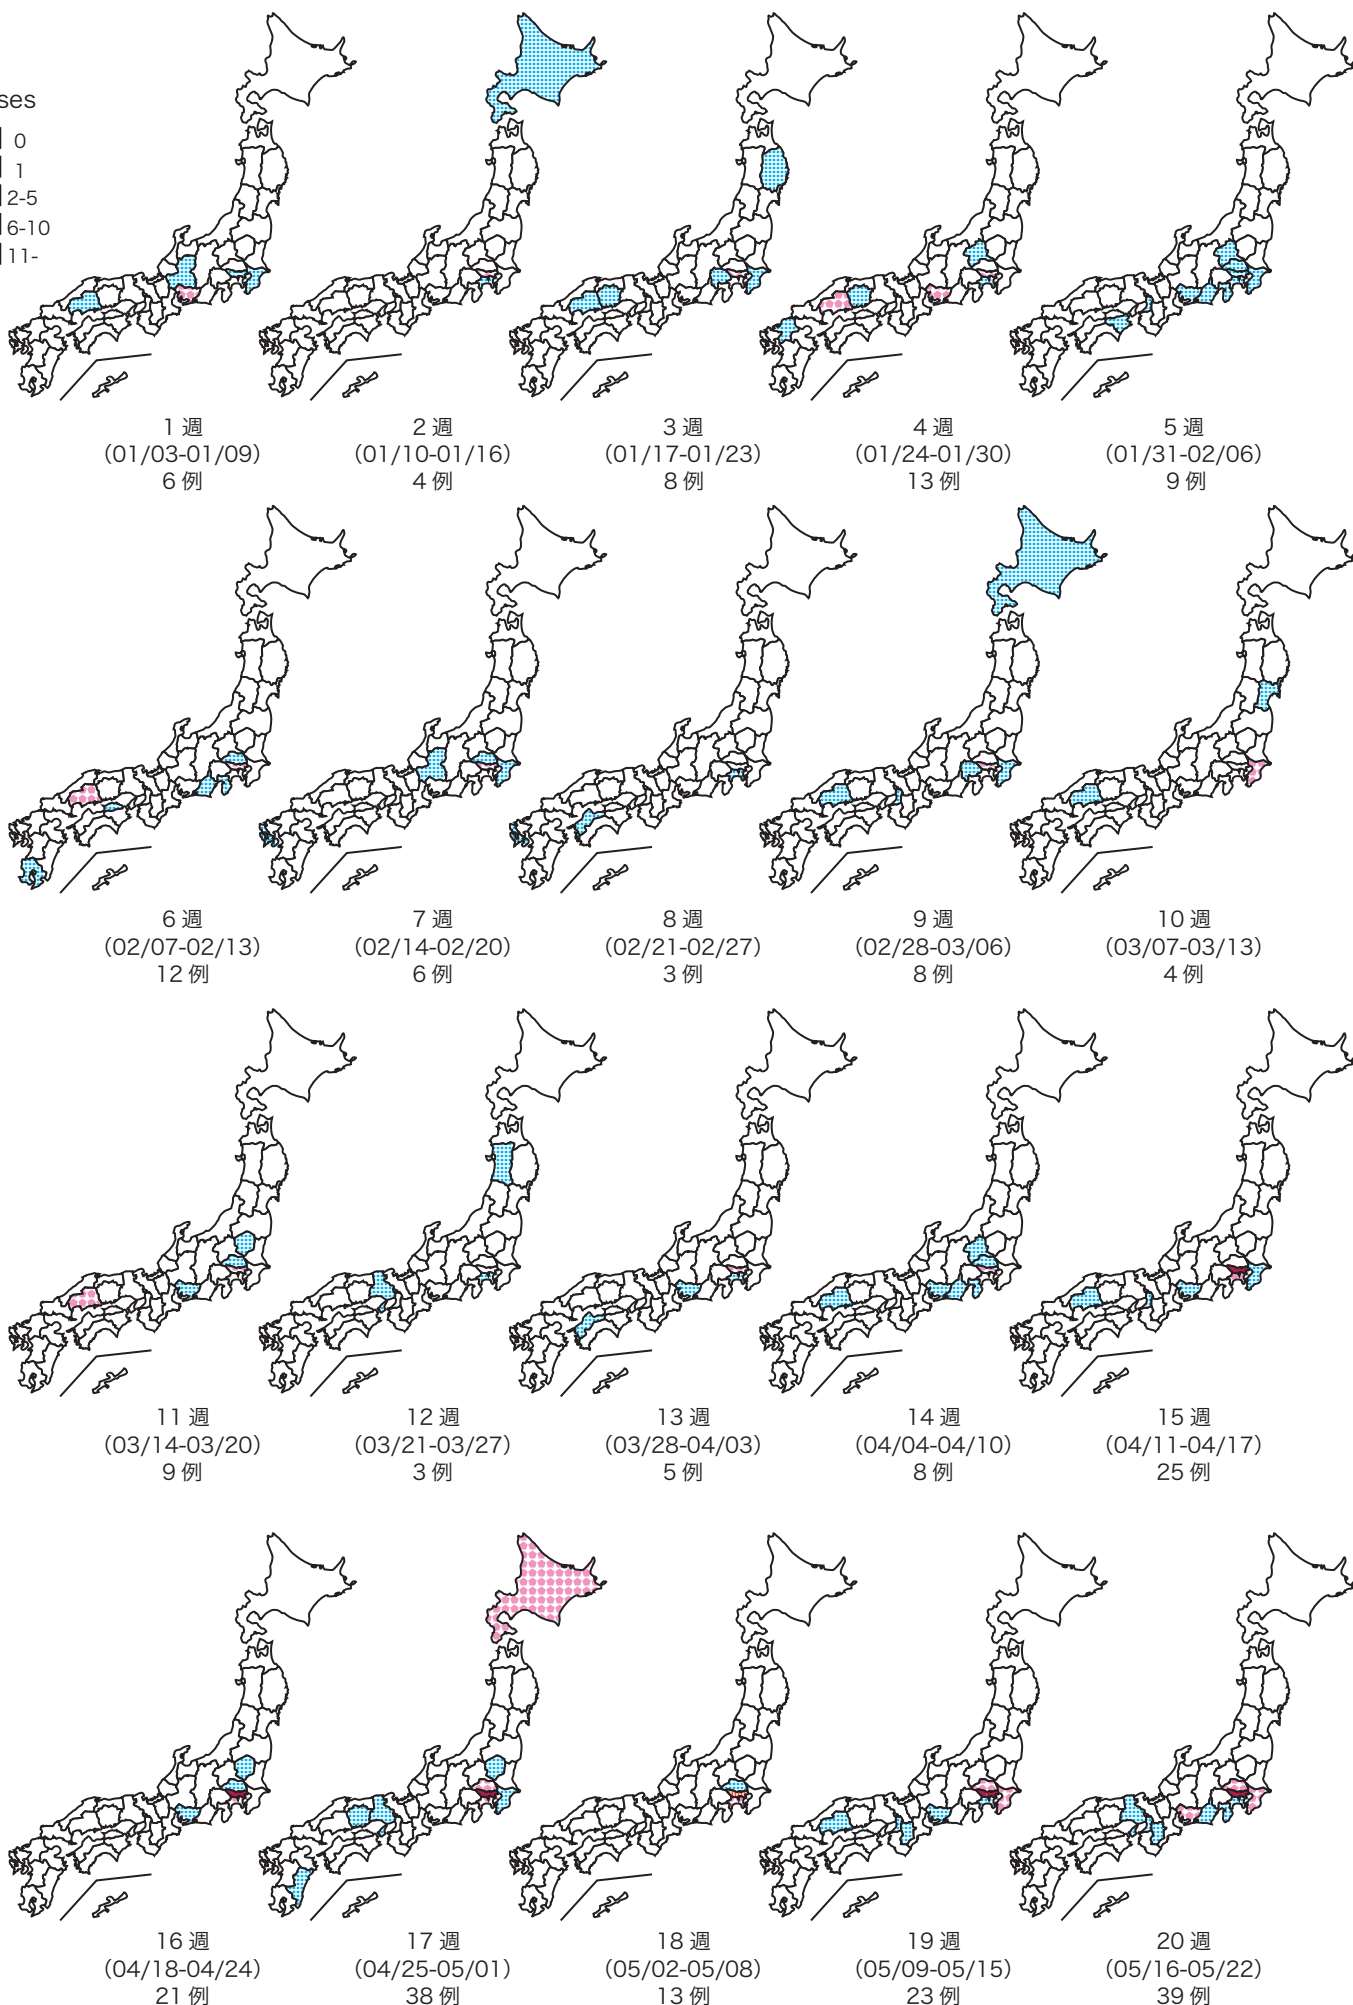 ses
0
1
2-5
6-10
11-
1 週
(01/03-01/09)
6 例
2 週
(01/10-01/16)
4 例
3 週
(01/17-01/23)
8 例
4 週
(01/24-01/30)
13 例
5 週
(01/31-02/06)
9 例
6 週
(02/07-02/13)
12 例
7 週
(02/14-02/20)
6 例
8 週
(02/21-02/27)
3 例
9 週
(02/28-03/06)
8 例
10 週
(03/07-03/13)
4 例
11 週
(03/14-03/20)
9 例
12 週
(03/21-03/27)
3 例
13 週
(03/28-04/03)
5 例
14 週
(04/04-04/10)
8 例
15 週
(04/11-04/17)
25 例
16 週
(04/18-04/24)
21 例
17 週
(04/25-05/01)
38 例
18 週
(05/02-05/08)
13 例
19 週
(05/09-05/15)
23 例
20 週
(05/16-05/22)
39 例